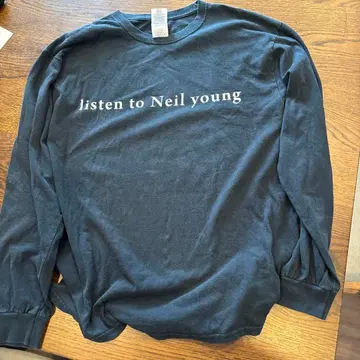 listen to Neil young